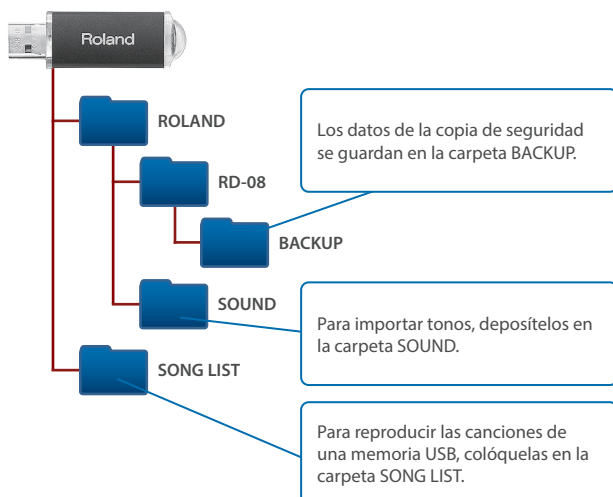 Roland
ROLAND
Los datos de la copia de seguridad
se guardan en la carpeta BACKUP.
RD-08
BACKUP
SOUND
Para importar tonos, deposítelos en
la carpeta SOUND.
SONG LIST
Para reproducir las canciones de
una memoria USB, colóquelas en la
carpeta SONG LIST.